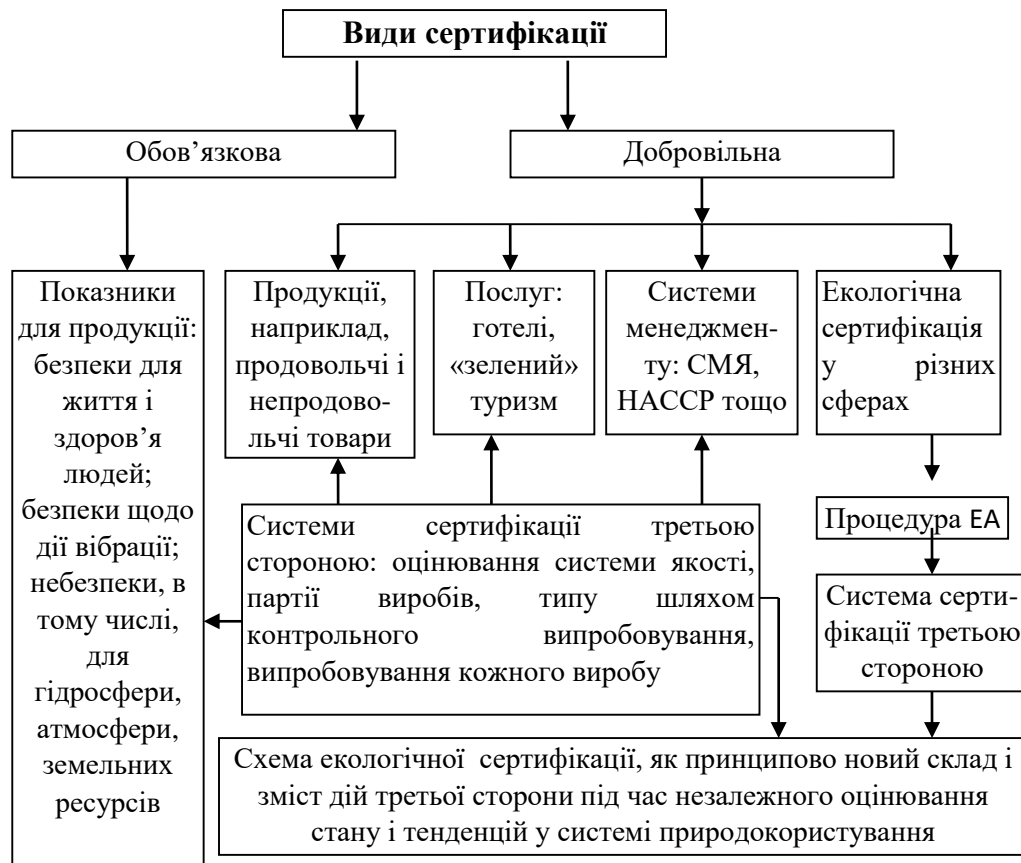 Види сертифікації
Обов’язкова
Добровільна
Показники
для продукції:
безпеки для
життя і
здоров’я
людей;
безпеки щодо
дії вібрації;
небезпеки, в
тому числі,
для
гідросфери,
атмосфери,
земельних
ресурсів
Продукції,
наприклад,
продовольчі і
непродово-
льчі товари
Послуг:
готелі,
«зелений»
туризм
Системи
менеджмен-
ту: СМЯ,
НАССР тощо
Екологічна
сертифікація
у різних
сферах
Системи сертифікації третьою
стороною: оцінювання системи якості,
партії виробів, типу шляхом
контрольного випробовування,
випробовування кожного виробу
Процедура ЕА
Система серти-
фікації третьою
стороною
Схема екологічної сертифікації, як принципово новий склад і
зміст дій третьої сторони під час незалежного оцінювання
стану і тенденцій у системі природокористування